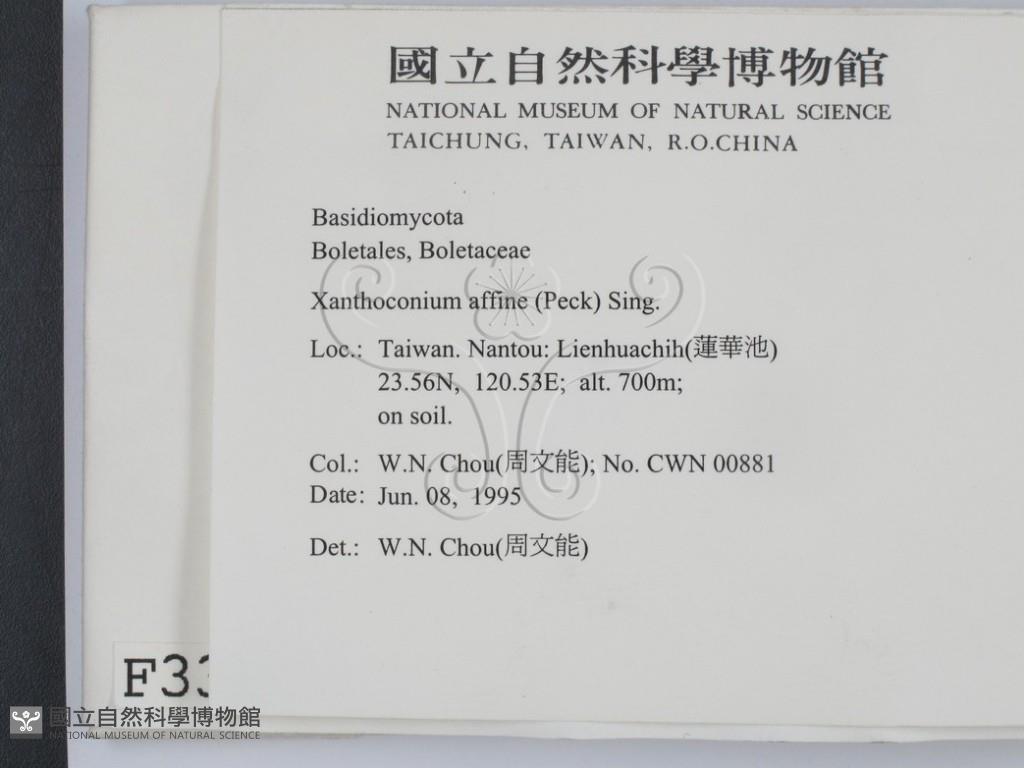 國立自然科學博物館
NATIONAL MUSEUM OF NATURAL SCIENCE
TAICHUNG, TAIWAN, R.O.CHINA
Basidiomycota
Boletales, Boletaceae
Xanthoconium affine (Peck) Sing.
Loc.: Taiwan. Nantou: Lienhuachih(蓮華池)
23.56N, 120.53E; alt. 700m;
on soil.
Col.: W.N. Chou(周文能); No. CWN 00881
Date: Jun. 08, 1995
Det.: W.N. Chou(周文能)
F33
國立自然科學博物館
NATIONAL MUSEUM OF NATURAL SCIENCE